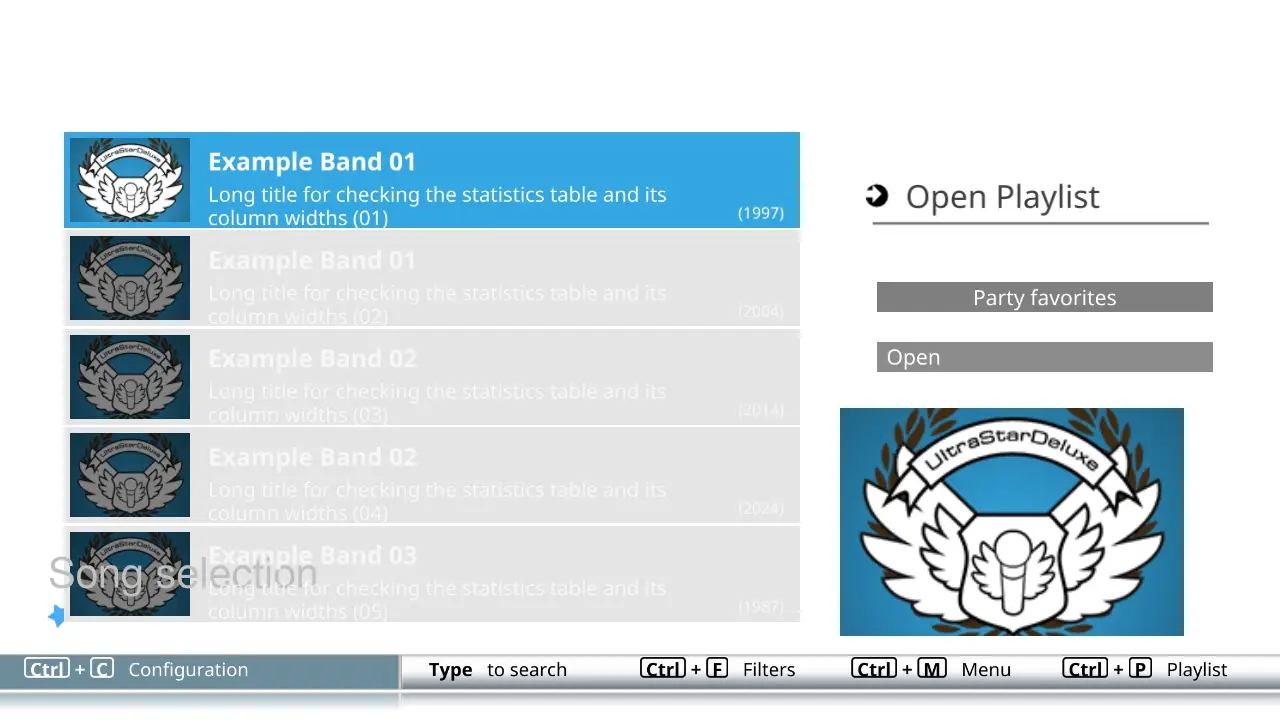 UltraStarDeluxe
Example Band 01
Long title for checking the statistics table and its
column widths (01)
(1997)
UltraStarDeluxe
Example Band 01
Long title for checking the statistics table and its
column widths (02)
(2004)
UltraStarDeluxe
Example Band 02
Long title for checking the statistics table and its
column widths (03)
(2014)
UltraStarDeluxe
Example Band 02
Long title for checking the statistics table and its
column widths (04)
(2024)
UltraStarDeluxe
Example Band 03
Long title for checking the statistics table and its
column widths (05)
(1987)
Song selection
Open Playlist
Party favorites
Open
UltraStarDeluxe
Ctrl + C Configuration
Type to search
Ctrl + F Filters
Ctrl + M Menu
Ctrl + P Playlist